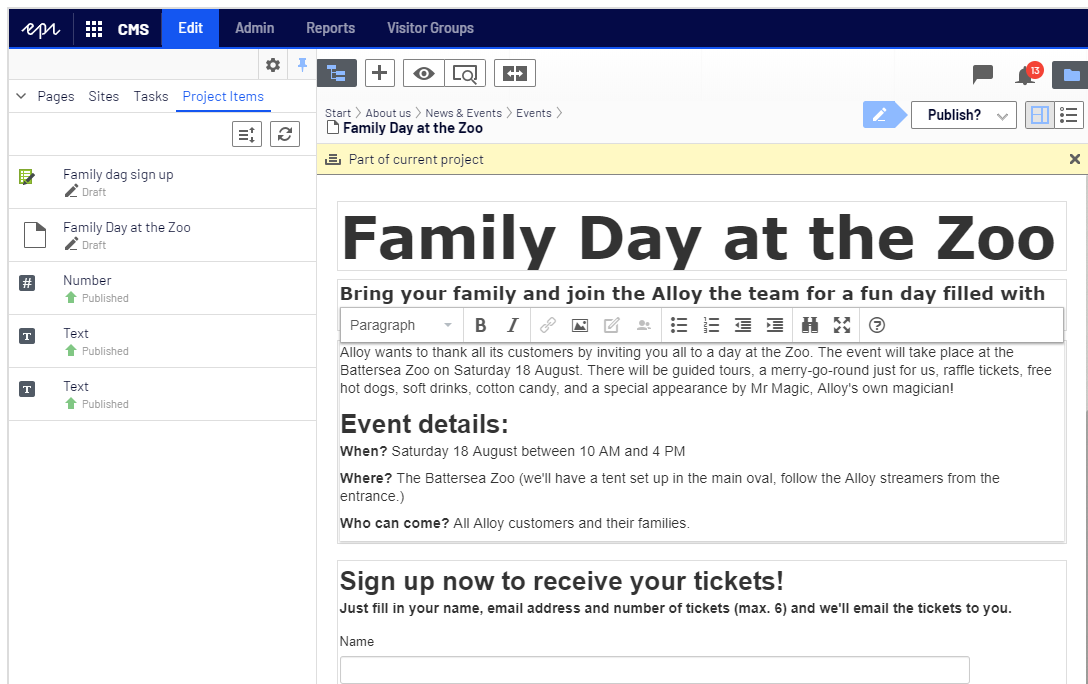 epi CMS Edit Admin Reports Visitor Groups
Pages Sites Tasks Project Items
Family dag sign up
Draft
Family Day at the Zoo
Draft
#
Number
Published
T
Text
Published
T
Text
Published
13
Start > About us > News & Events > Events >
Family Day at the Zoo
Publish?
Part of current project
Family Day at the Zoo
Bring your family and join the Alloy the team for a fun day filled with
Paragraph B I ?
Alloy wants to thank all its customers by inviting you all to a day at the Zoo. The event will take place at the
Battersea Zoo on Saturday 18 August. There will be guided tours, a merry-go-round just for us, raffle tickets, free
hot dogs, soft drinks, cotton candy, and a special appearance by Mr Magic, Alloy's own magician!
Event details:
When? Saturday 18 August between 10 AM and 4 PM
Where? The Battersea Zoo (we'll have a tent set up in the main oval, follow the Alloy streamers from the
entrance.)
Who can come? All Alloy customers and their families.
Sign up now to receive your tickets!
Just fill in your name, email address and number of tickets (max. 6) and we'll email the tickets to you.
Name